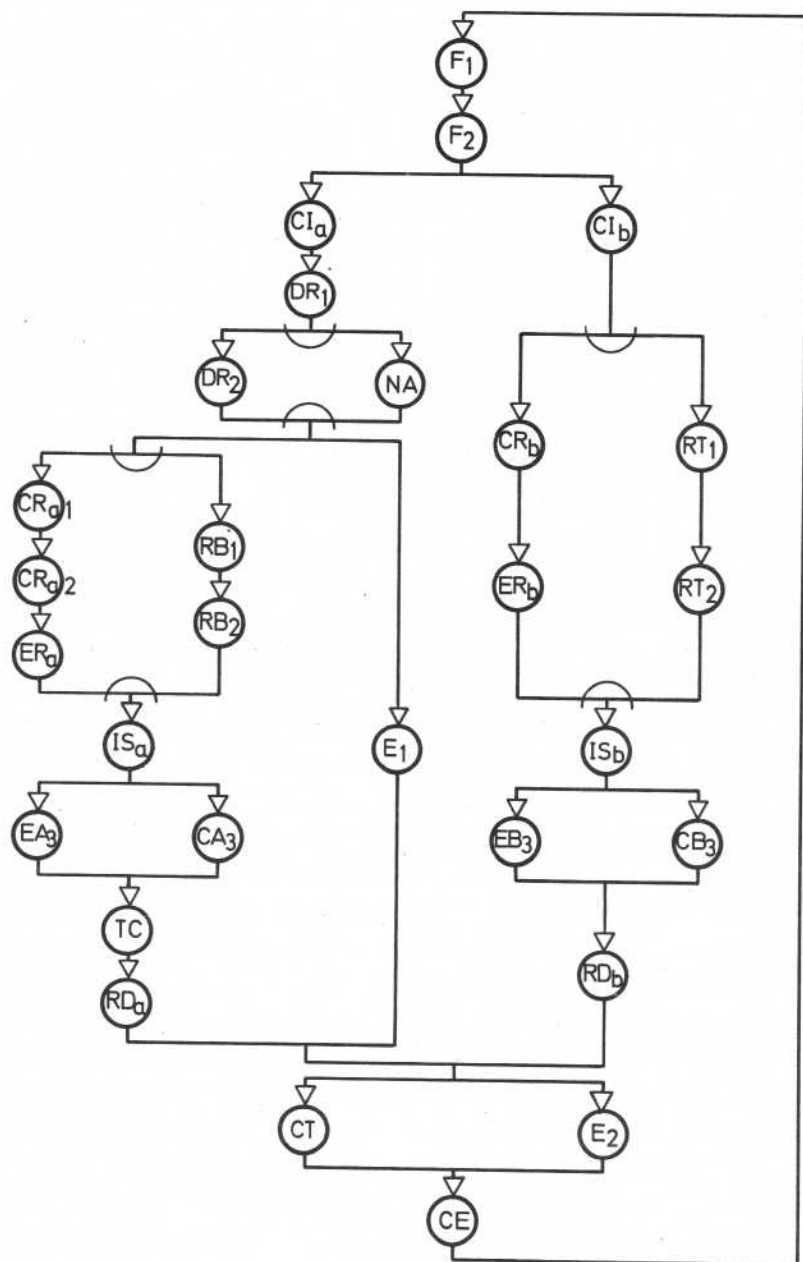 F1
F2
CIa
CIb
DR1
DR2
NA
CRb
RT1
CRa1
RB1
CRa2
ERb
RT2
RB2
ERa
ISa
E1
ISb
EA3
CA3
EB3
CB3
TC
RDb
RDa
CT
E2
CE